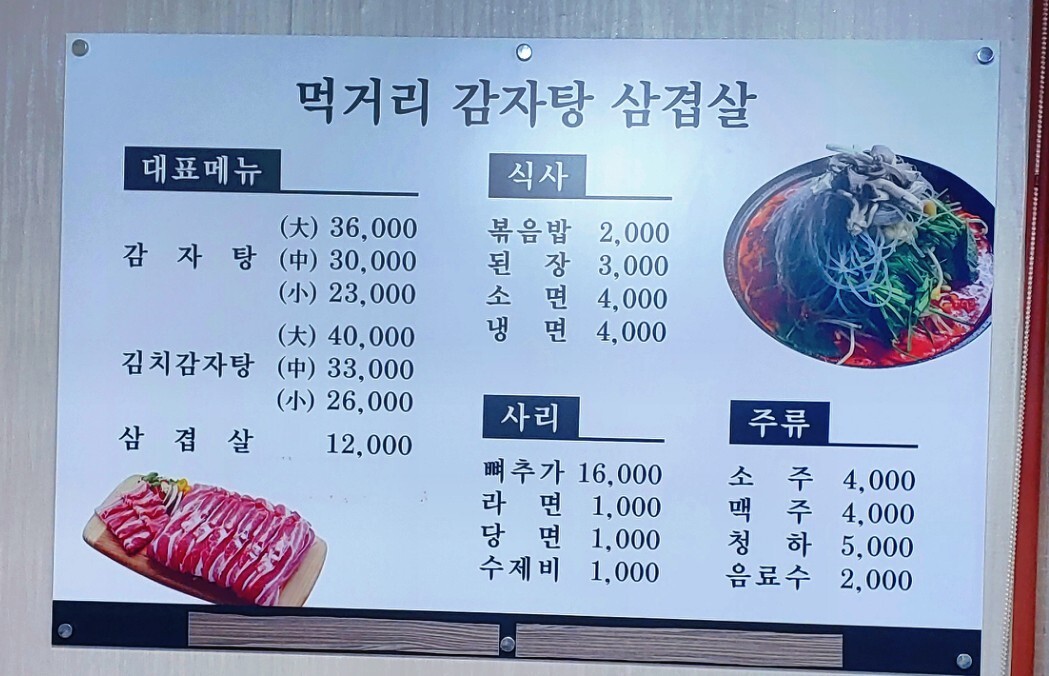 먹거리 감자탕 삼겹살
대표메뉴
(大) 36,000
감 자 탕 (中) 30,000
(小) 23,000
(大) 40,000
김치감자탕 (中) 33,000
(小) 26,000
삼 겹 살 12,000
식사
볶음밥 2,000
된 장 3,000
소 면 4,000
냉 면 4,000
사리
뼈추가 16,000
라 면 1,000
당 면 1,000
수제비 1,000
주류
소 주 4,000
맥 주 4,000
청 하 5,000
음료수 2,000